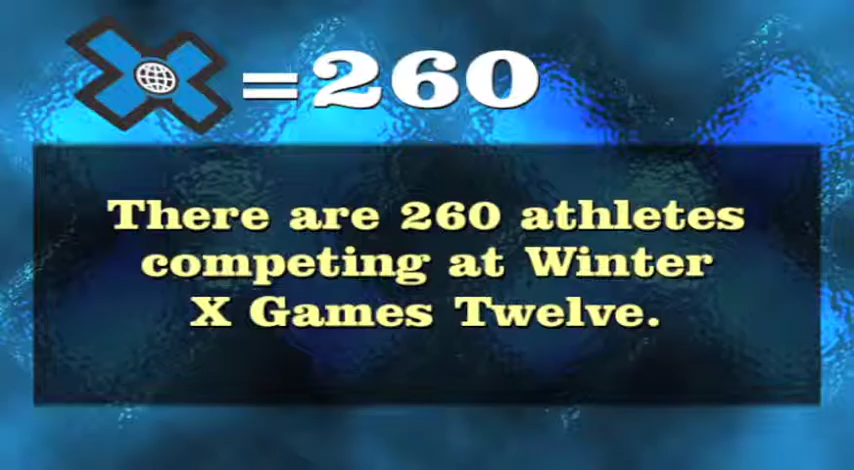 =260
There are 260 athletes
competing at Winter
X Games Twelve.